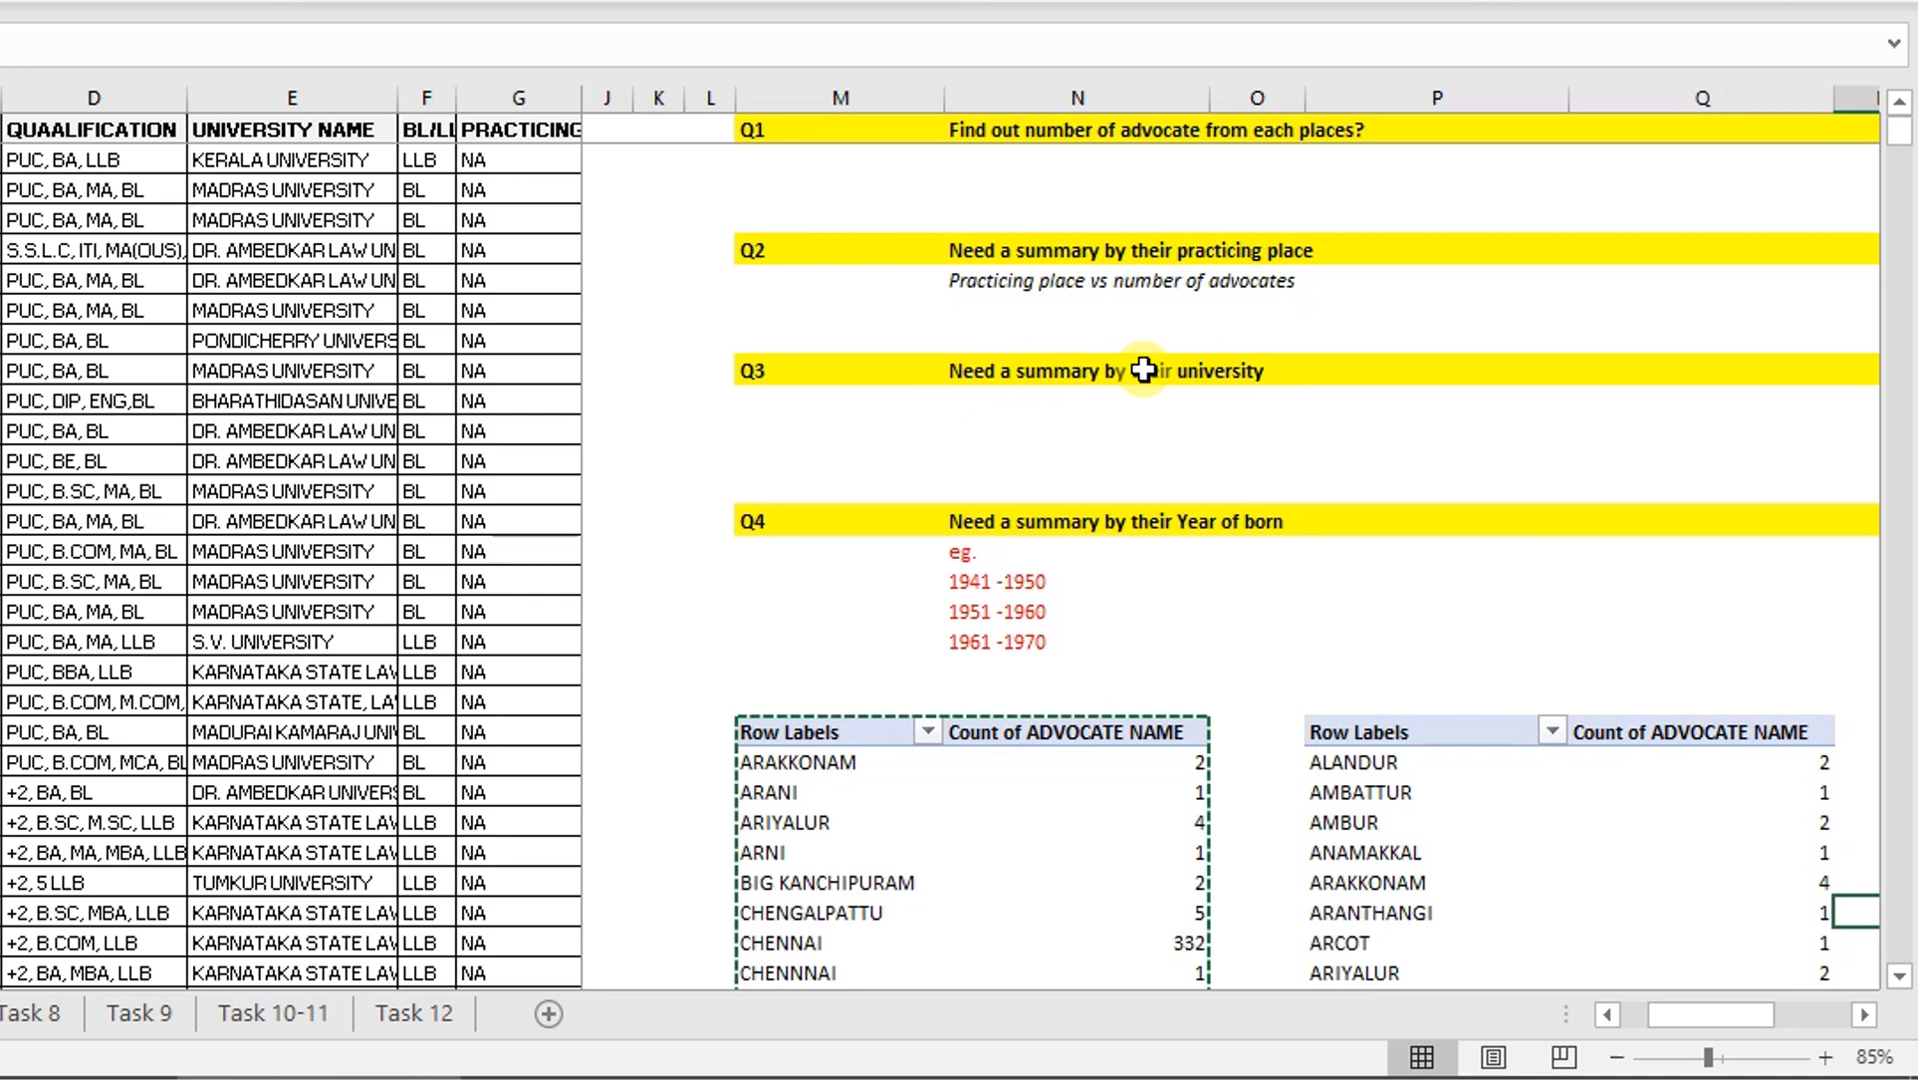 D E F G J K L M N O P Q
QUAALIFICATION UNIVERSITY NAME BL/LL PRACTICING Q1 Find out number of advocate from each places?
PUC, BA, LLB KERALA UNIVERSITY LLB NA
PUC, BA, MA, BL MADRAS UNIVERSITY BL NA
PUC, BA, MA, BL MADRAS UNIVERSITY BL NA
S.S.L.C, ITI, MA(OUS), DR. AMBEDKAR LAW UN BL NA Q2 Need a summary by their practicing place
PUC, BA, MA, BL DR. AMBEDKAR LAW UN BL NA Practicing place vs number of advocates
PUC, BA, MA, BL MADRAS UNIVERSITY BL NA
PUC, BA, BL PONDICHERRY UNIVERS BL NA
PUC, BA, BL MADRAS UNIVERSITY BL NA Q3 Need a summary by their university
PUC, DIP, ENG,BL BHARATHIDASAN UNIVE BL NA
PUC, BA, BL DR. AMBEDKAR LAW UN BL NA
PUC, BE, BL DR. AMBEDKAR LAW UN BL NA
PUC, B.SC, MA, BL MADRAS UNIVERSITY BL NA
PUC, BA, MA, BL DR. AMBEDKAR LAW UN BL NA Q4 Need a summary by their Year of born
PUC, B.COM, MA, BL MADRAS UNIVERSITY BL NA eg.
PUC, B.SC, MA, BL MADRAS UNIVERSITY BL NA 1941 -1950
PUC, BA, MA, BL MADRAS UNIVERSITY BL NA 1951 -1960
PUC, BA, MA, LLB S.V. UNIVERSITY LLB NA 1961 -1970
PUC, BBA, LLB KARNATAKA STATE LAV LLB NA
PUC, B.COM, M.COM, KARNATAKA STATE, LA LLB NA
PUC, BA, BL MADURAI KAMARAJ UNI BL NA Row Labels Count of ADVOCATE NAME Row Labels Count of ADVOCATE NAME
PUC, B.COM, MCA, BL MADRAS UNIVERSITY BL NA ARAKKONAM 2 ALANDUR 2
+2, BA, BL DR. AMBEDKAR UNIVERS BL NA ARANI 1 AMBATTUR 1
+2, B.SC, M.SC, LLB KARNATAKA STATE LAV LLB NA ARIYALUR 4 AMBUR 2
+2, BA, MA, MBA, LLB KARNATAKA STATE LAV LLB NA ARNI 1 ANAMAKKAL 1
+2, 5 LLB TUMKUR UNIVERSITY LLB NA BIG KANCHIPURAM 2 ARAKKONAM 4
+2, B.SC, MBA, LLB KARNATAKA STATE LAV LLB NA CHENGALPATTU 5 ARANTHANGI 1
+2, B.COM, LLB KARNATAKA STATE LAV LLB NA CHENNAI 332 ARCOT 1
+2, BA, MBA, LLB KARNATAKA STATE LAV LLB NA CHENNNAI 1 ARIYALUR 2
Task 8 Task 9 Task 10-11 Task 12
85%